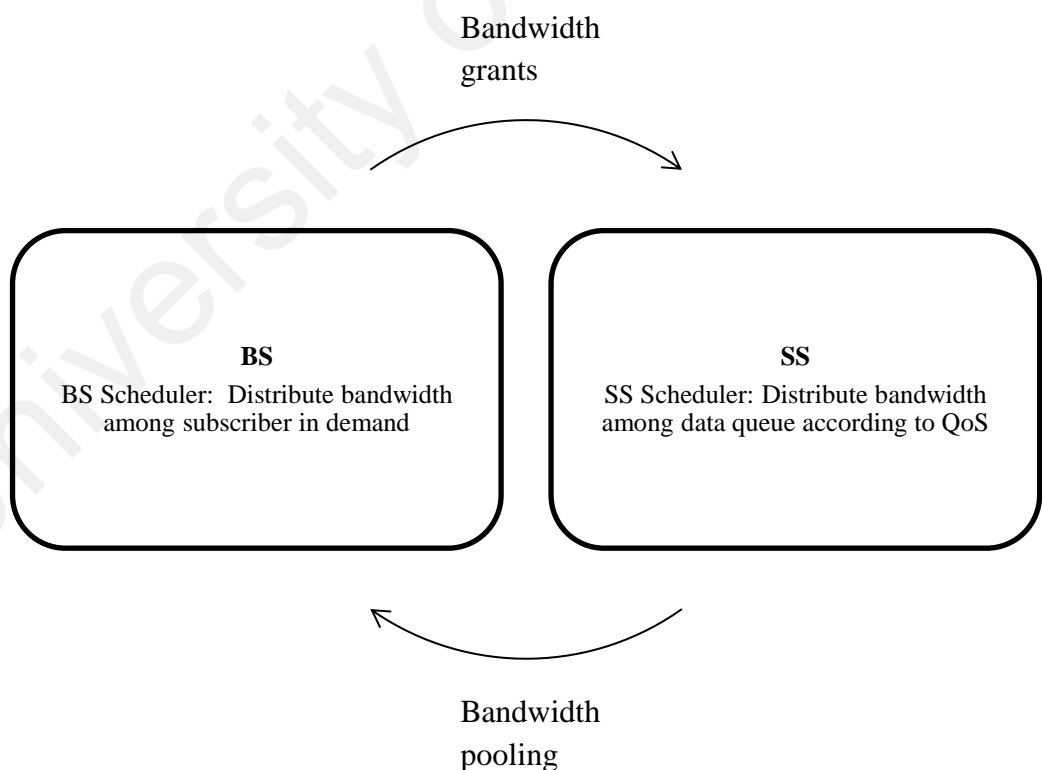 Bandwidth
grants
BS
BS Scheduler: Distribute bandwidth
among subscriber in demand
SS
SS Scheduler: Distribute bandwidth
among data queue according to QoS
Bandwidth
pooling
University o